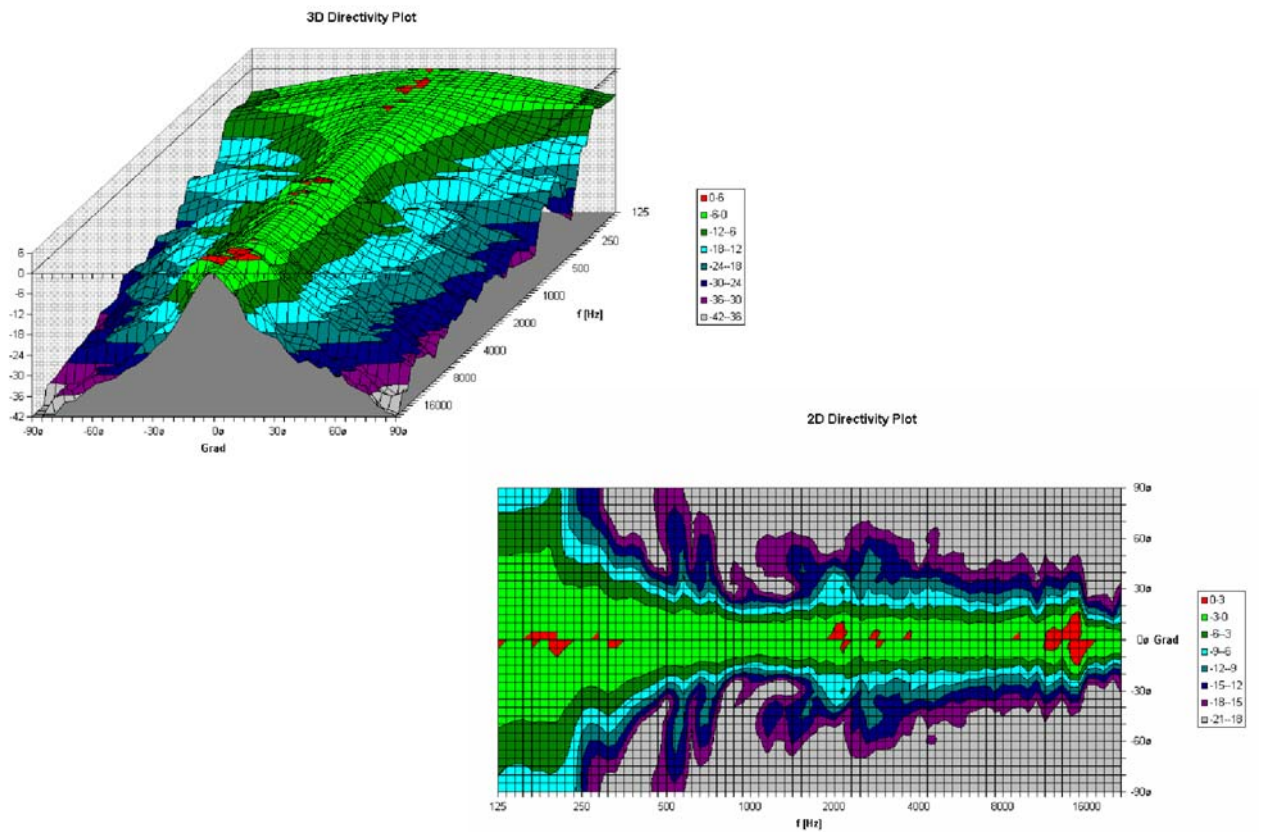 3D Directivity Plot
6
0
-6
-12
-18
-24
-30
-36
-42
-90ø
-60ø
-30ø
0ø
30ø
60ø
90ø
Grad
125
250
500
1000
2000
4000
8000
16000
f [Hz]
0-6
-6-0
-12--6
-18--12
-24--18
-30--24
-36--30
-42--36
2D Directivity Plot
90ø
60ø
30ø
0ø Grad
-30ø
-60ø
-90ø
125
250
500
1000
2000
4000
8000
16000
f [Hz]
0-3
-3-0
-6--3
-9--6
-12--9
-15--12
-18--15
-21--18